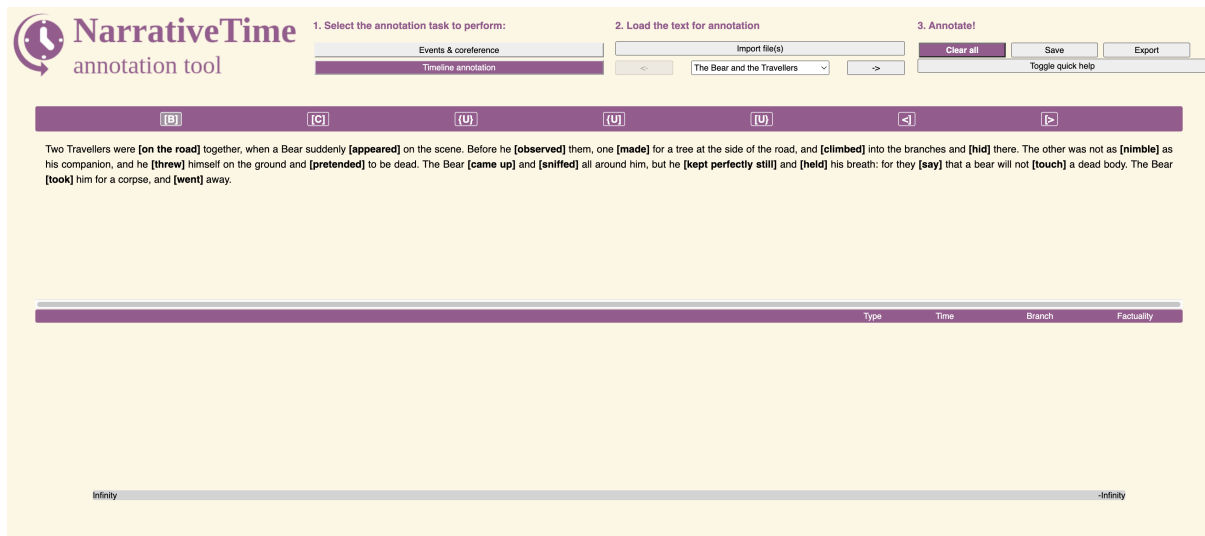 NarrativeTime
annotation tool
1. Select the annotation task to perform:
Events & coreference
Timeline annotation
2. Load the text for annotation
Import file(s)
<- The Bear and the Travellers ->
3. Annotate!
Clear all Save Export
Toggle quick help
[B] [C] {U} {U] [U} <] [>
Two Travellers were [on the road] together, when a Bear suddenly [appeared] on the scene. Before he [observed] them, one [made] for a tree at the side of the road, and [climbed] into the branches and [hid] there. The other was not as [nimble] as
his companion, and he [threw] himself on the ground and [pretended] to be dead. The Bear [came up] and [sniffed] all around him, but he [kept perfectly still] and [held] his breath: for they [say] that a bear will not [touch] a dead body. The Bear
[took] him for a corpse, and [went] away.
Type Time Branch Factuality
Infinity -Infinity